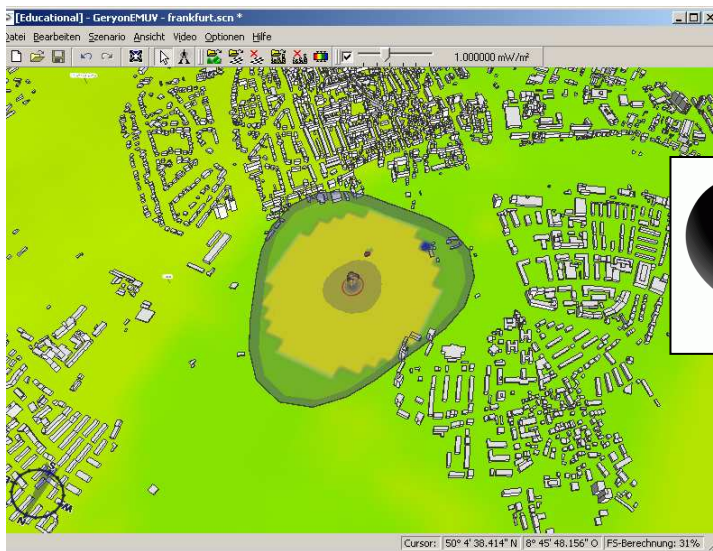 [Educational] - GeryonEMUV - frankfurt.scn *
Datei Bearbeiten Szenario Ansicht Video Optionen Hilfe
1.000000 mW/m²
S
N
Cursor: 50° 4' 38.414" N 8° 45' 48.156" O FS-Berechnung: 31%